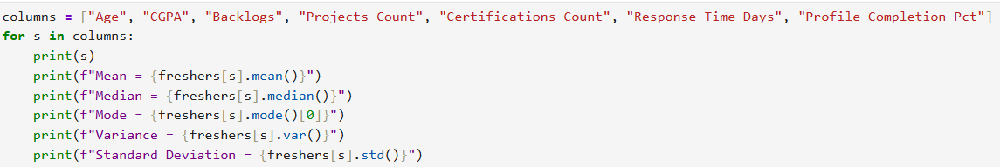 columns = ["Age", "CGPA", "Backlogs", "Projects_Count", "Certifications_Count", "Response_Time_Days", "Profile_Completion_Pct"]
for s in columns:
    print(s)
    print(f"Mean = {freshers[s].mean()}")
    print(f"Median = {freshers[s].median()}")
    print(f"Mode = {freshers[s].mode()[0]}")
    print(f"Variance = {freshers[s].var()}")
    print(f"Standard Deviation = {freshers[s].std()}")